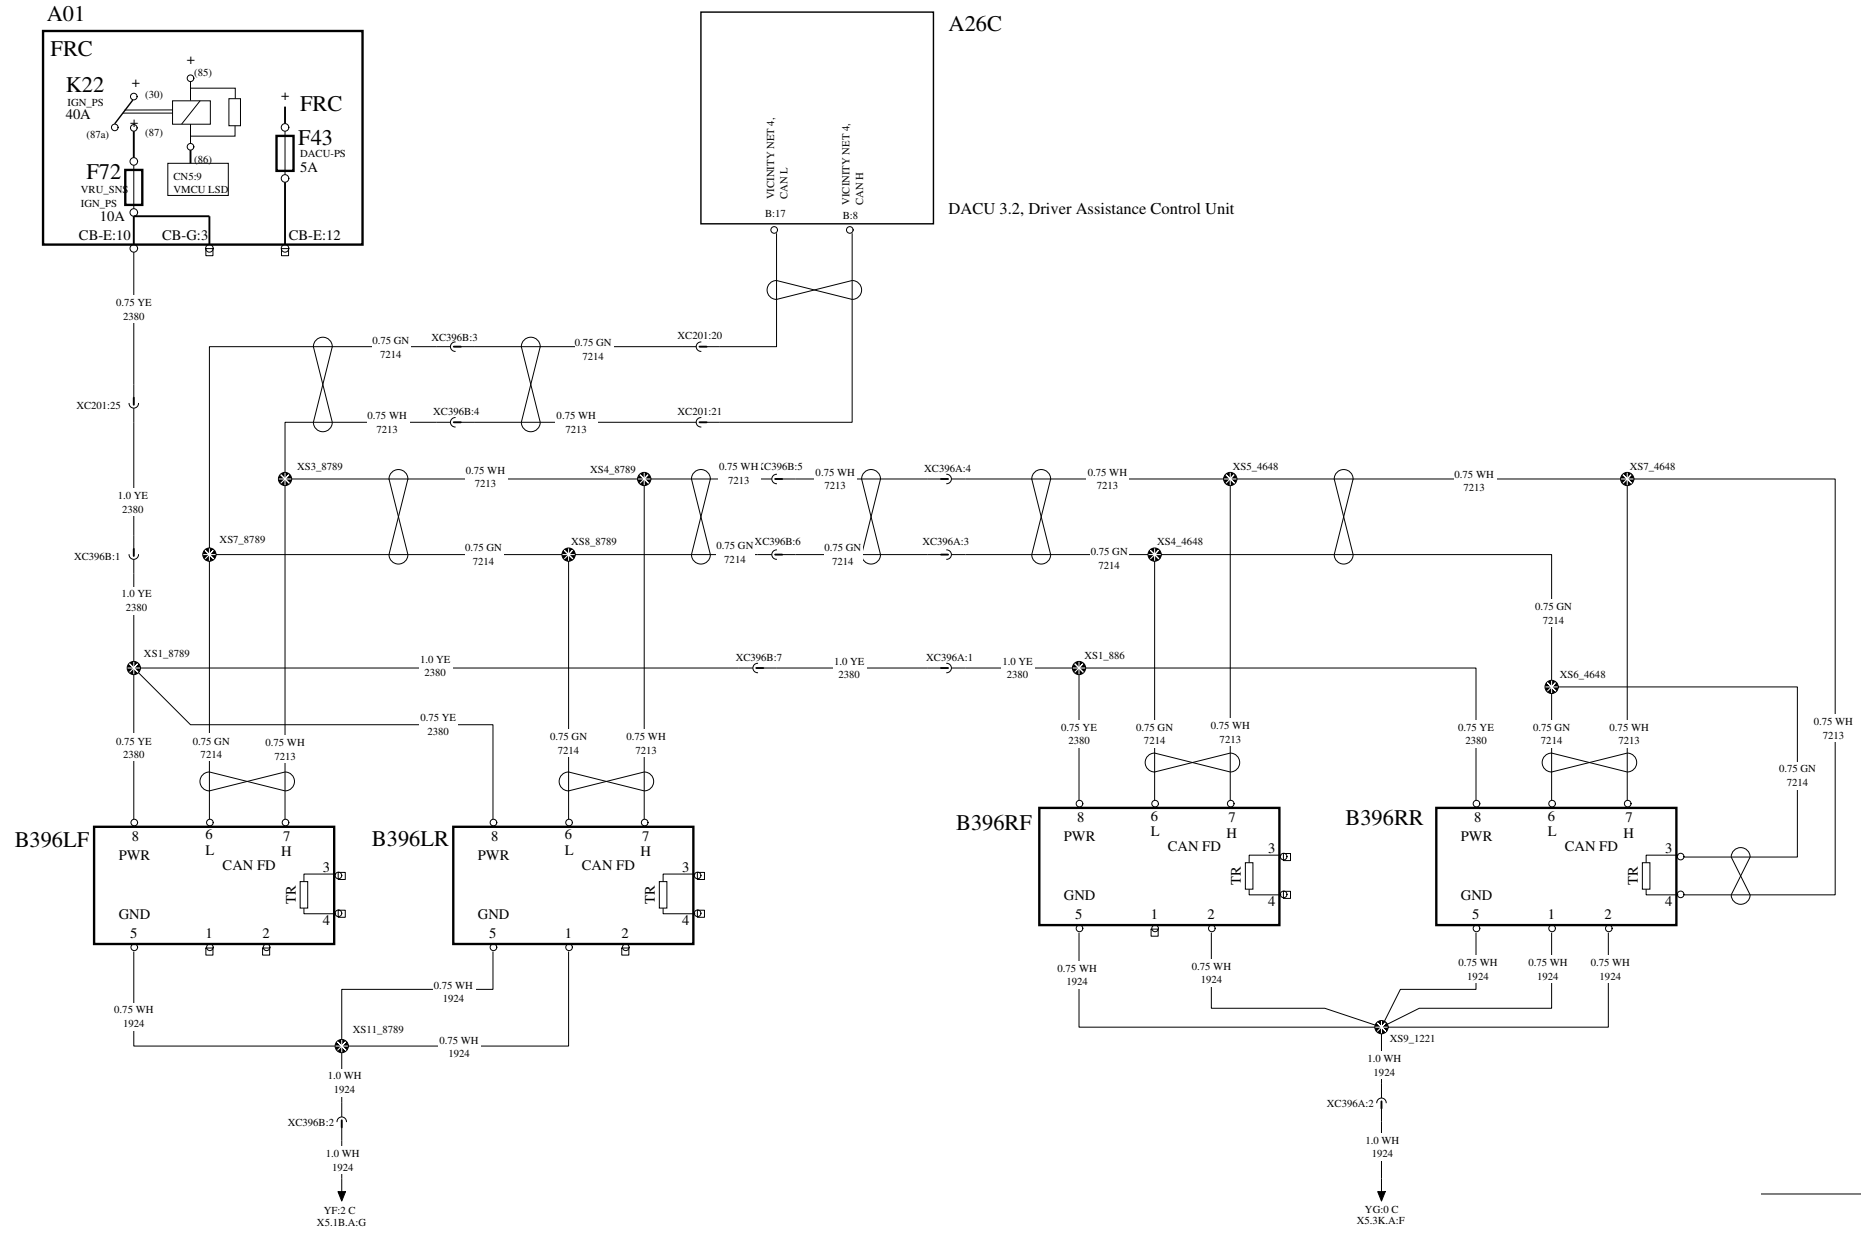 A01
FRC
K22
IGN_PS
40A
+
(30)
(87a)
+
(87)
+
(85)
(86)
CN5:9
VMCU LSD
F72
VRU_SNS
IGN_PS
10A
+
FRC
F43
DACU-PS
5A
CB-E:10
CB-G:3
CB-E:12
A26C
VICINITY NET 4,
CAN L
B:17
VICINITY NET 4,
CAN H
B:8
DACU 3.2, Driver Assistance Control Unit
0.75 YE
2380
0.75 GN
7214
XC396B:3
0.75 GN
7214
XC201:20
XC201:25
0.75 WH
7213
XC396B:4
0.75 WH
7213
XC201:21
XS3_8789
0.75 WH
7213
XS4_8789
0.75 WH
7213
C396B:5
0.75 WH
7213
XC396A:4
0.75 WH
7213
XS5_4648
0.75 WH
7213
XS7_4648
1.0 YE
2380
XC396B:1
XS7_8789
0.75 GN
7214
XS8_8789
0.75 GN
7214
XC396B:6
0.75 GN
7214
XC396A:3
0.75 GN
7214
XS4_4648
1.0 YE
2380
0.75 GN
7214
XS1_8789
1.0 YE
2380
XC396B:7
1.0 YE
2380
XC396A:1
1.0 YE
2380
XS1_886
XS6_4648
0.75 YE
2380
0.75 YE
2380
0.75 GN
7214
0.75 WH
7213
0.75 GN
7214
0.75 WH
7213
0.75 YE
2380
0.75 GN
7214
0.75 WH
7213
0.75 YE
2380
0.75 GN
7214
0.75 WH
7213
0.75 GN
7214
0.75 WH
7213
B396LF
8
PWR
6
L
7
H
CAN FD
TR
3
4
GND
5
1
2
B396LR
8
PWR
6
L
7
H
CAN FD
TR
3
4
GND
5
1
2
B396RF
8
PWR
6
L
7
H
CAN FD
TR
3
4
GND
5
1
2
B396RR
8
PWR
6
L
7
H
CAN FD
TR
3
4
GND
5
1
2
0.75 WH
1924
0.75 WH
1924
XS11_8789
0.75 WH
1924
1.0 WH
1924
XC396B:2
1.0 WH
1924
YF:2 C
X5.1B.A:G
0.75 WH
1924
0.75 WH
1924
0.75 WH
1924
0.75 WH
1924
0.75 WH
1924
XS9_1221
1.0 WH
1924
XC396A:2
1.0 WH
1924
YG:0 C
X5.3K.A:F